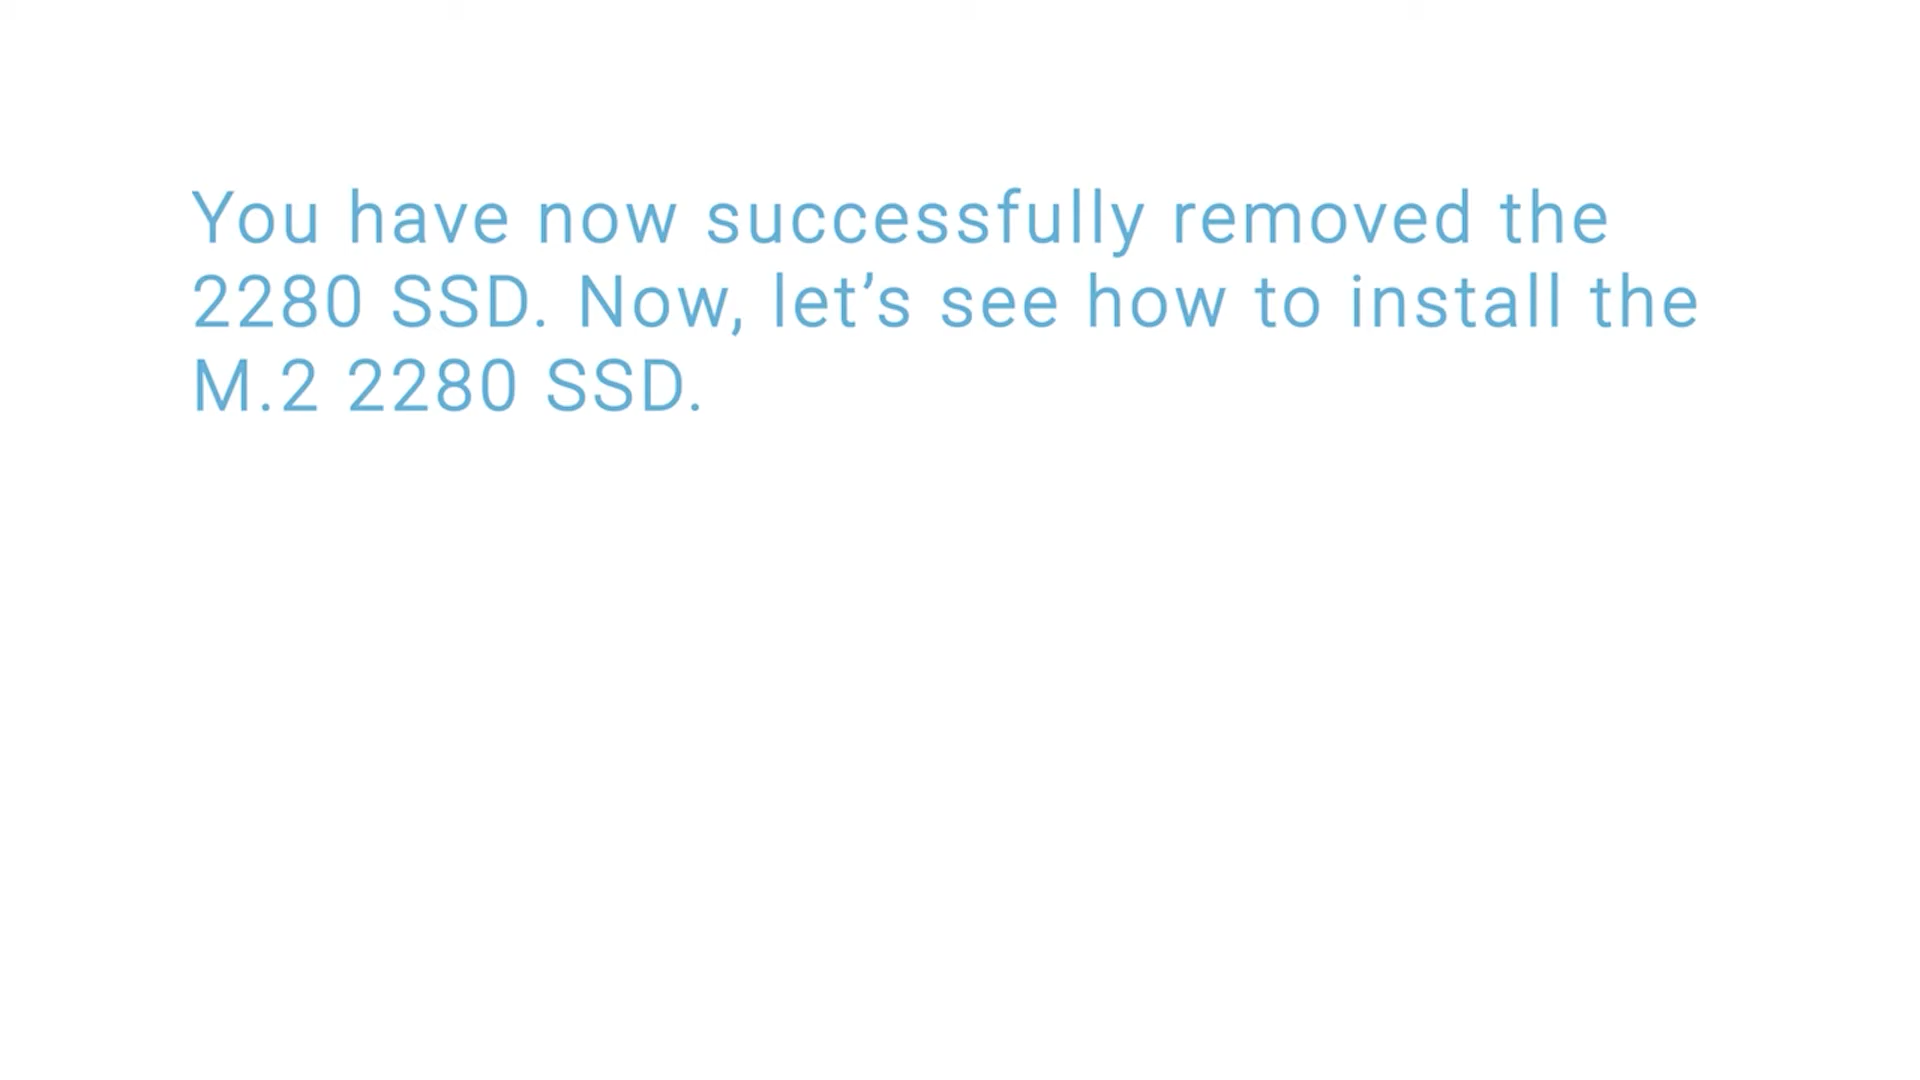 You have now successfully removed the
2280 SSD. Now, let’s see how to install the
M.2 2280 SSD.